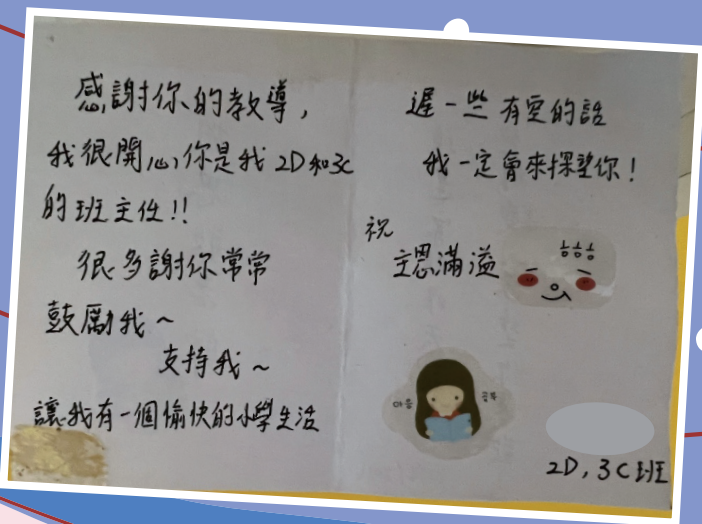 感謝你的教導，
我很開心，你是我2D和3C
的班主任!!
很多謝你常常
鼓勵我～
支持我～
讓我有一個愉快的小學生活
遲一些有空的話
我一定會來探望你！
祝
主恩滿溢
ㅎㅎㅎ
2D, 3C班